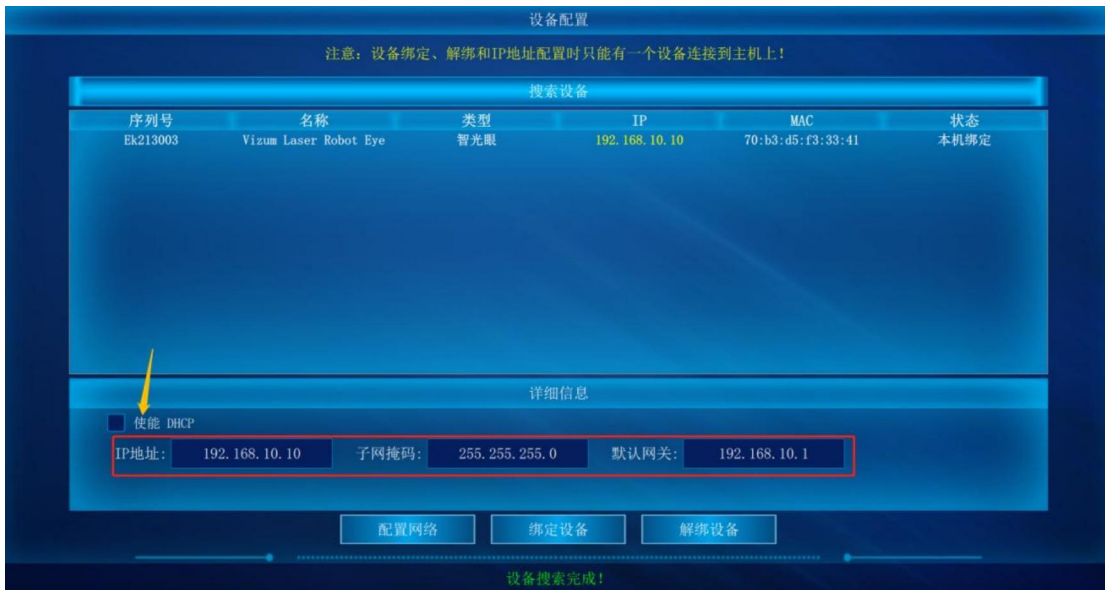 设备配置
注意：设备绑定、解绑和IP地址配置时只能有一个设备连接到主机上！
搜索设备
序列号 名称 类型 IP MAC 状态
Ek213003 Vizum Laser Robot Eye 智光眼 192.168.10.10 70:b3:d5:f3:33:41 本机绑定
详细信息
使能 DHCP
IP地址： 192.168.10.10 子网掩码： 255.255.255.0 默认网关： 192.168.10.1
配置网络 绑定设备 解绑设备
设备搜索完成！